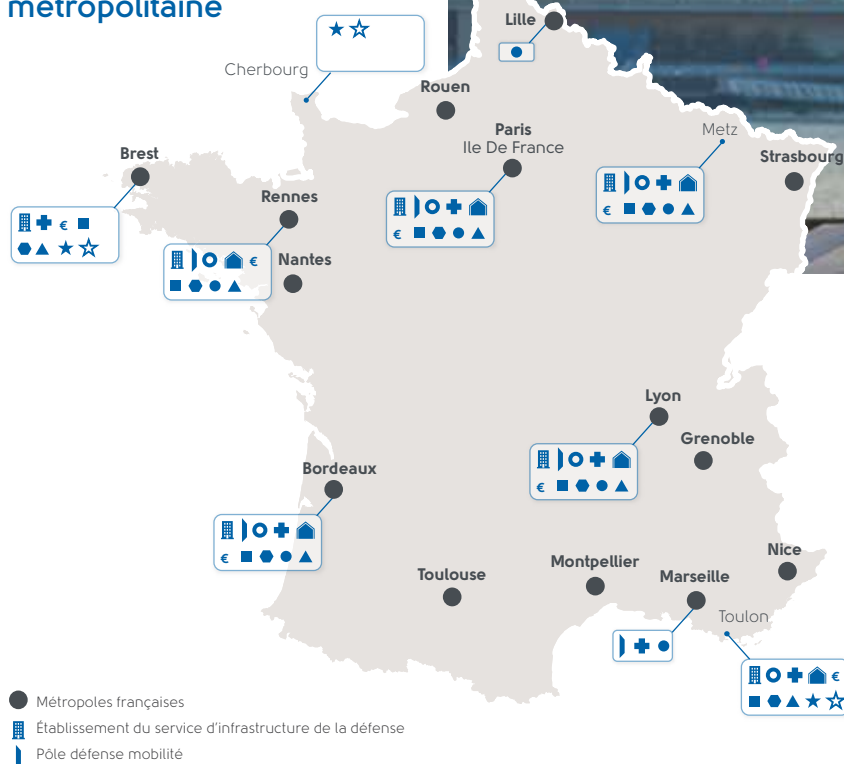 métropolitaine
Lille
Cherbourg
Rouen
Paris
Ile De France
Metz
Strasbourg
Brest
Rennes
Nantes
€
€
€
€
Lyon
Grenoble
€
Bordeaux
€
Nice
Montpellier
Toulouse
Marseille
Toulon
€
Métropoles françaises
Établissement du service d'infrastructure de la défense
Pôle défense mobilité